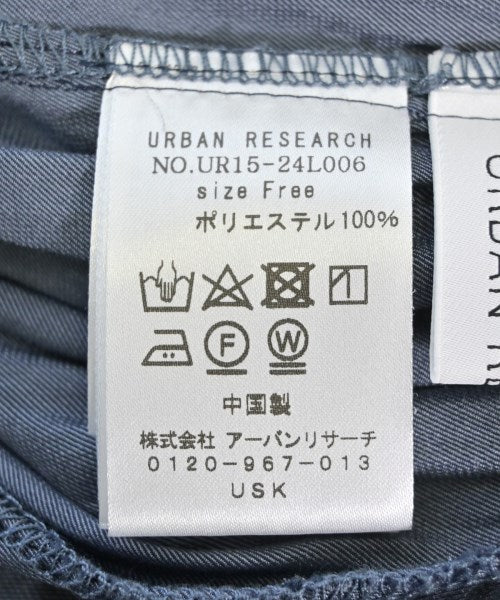 URBAN RESEARCH
NO.UR15-24L006
size Free
ポリエステル100%
F W
中国製
株式会社 アーバンリサーチ
0120-967-013
USK
URBAN